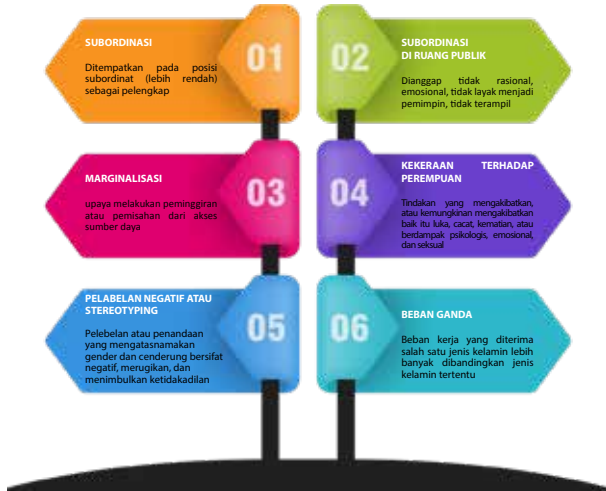 SUBORDINASI
Ditempatkan pada posisi
subordinat (lebih rendah)
sebagai pelengkap
01
02
SUBORDINASI
DI RUANG PUBLIK
Dianggap tidak rasional,
emosional, tidak layak menjadi
pemimpin, tidak terampil
MARGINALISASI
upaya melakukan peminggiran
atau pemisahan dari akses
sumber daya
03
04
KEKERAAN TERHADAP
PEREMPUAN
Tindakan yang mengakibatkan,
atau kemungkinan mengakibatkan
baik itu luka, cacat, kematian, atau
berdampak psikologis, emosional,
dan seksual
PELABELAN NEGATIF ATAU
STEREOTYPING
Pelebelan atau penandaan
yang mengatasnamakan
gender dan cenderung bersifat
negatif, merugikan, dan
menimbulkan ketidakadilan
05
06
BEBAN GANDA
Beban kerja yang diterima
salah satu jenis kelamin lebih
banyak dibandingkan jenis
kelamin tertentu